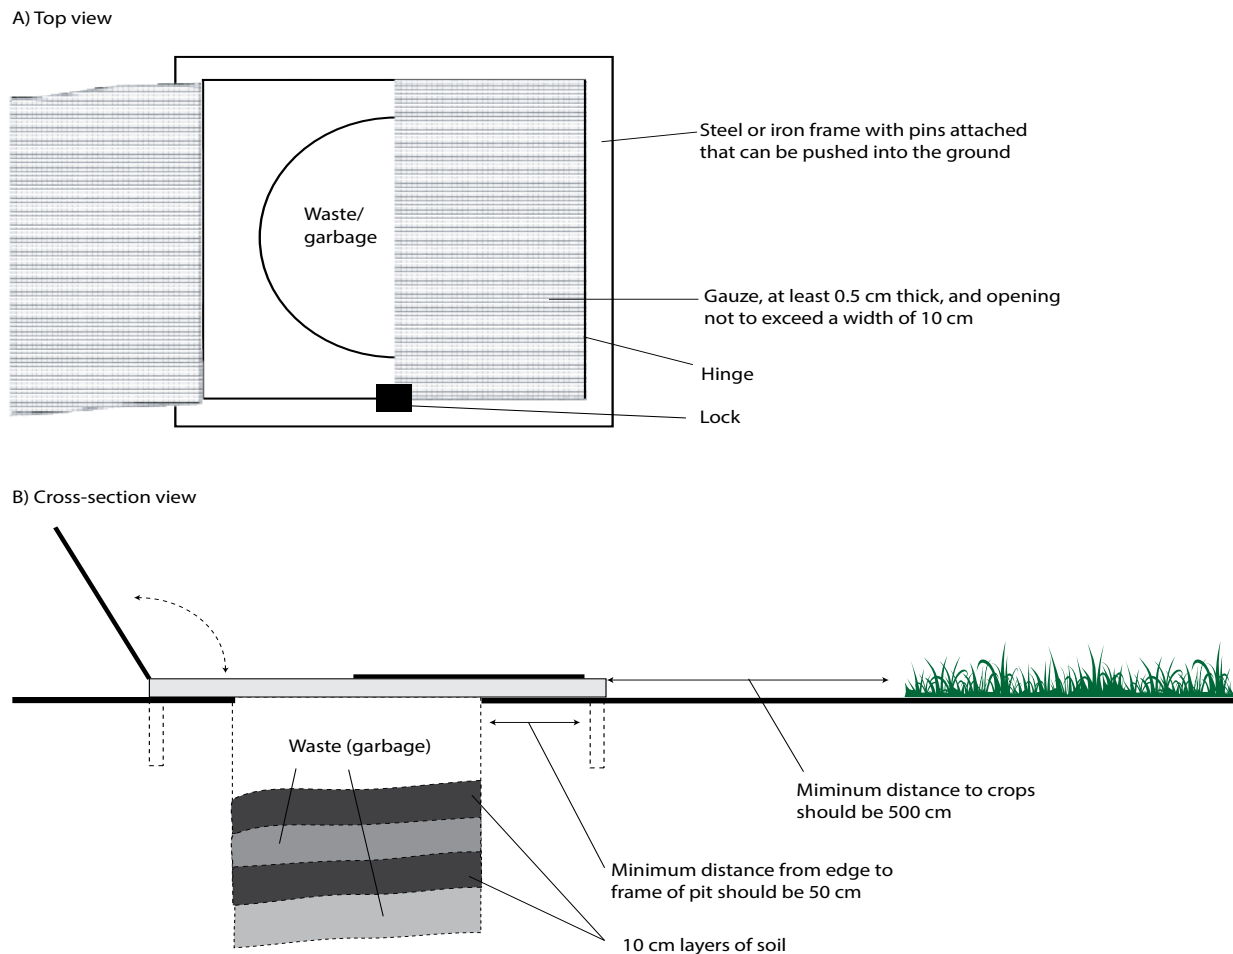 A) Top view
Steel or iron frame with pins attached
that can be pushed into the ground
Waste/
garbage
Gauze, at least 0.5 cm thick, and opening
not to exceed a width of 10 cm
Hinge
Lock
B) Cross-section view
Waste (garbage)
Miminum distance to crops
should be 500 cm
Minimum distance from edge to
frame of pit should be 50 cm
10 cm layers of soil